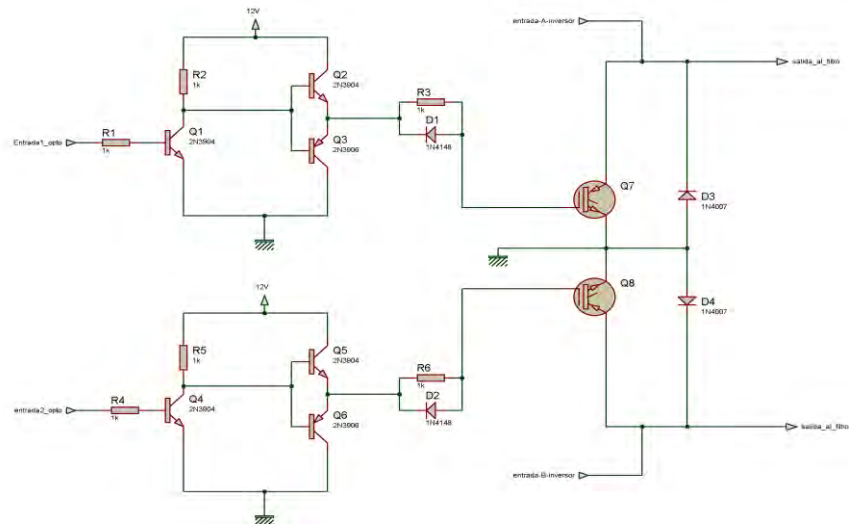 12V
entrada-A-inversor
salida_al_filtro
R2
1k
Q2
2N3904
R3
1k
D1
1N4148
Entrada1_opto
R1
1k
Q1
2N3904
Q3
2N3906
Q7
D3
1N4007
12V
Q8
D4
1N4007
R5
1k
Q5
2N3904
R6
1k
D2
1N4148
entrada2_opto
R4
1k
Q4
2N3904
Q6
2N3906
salida_al_filtro
entrada-B-inversor